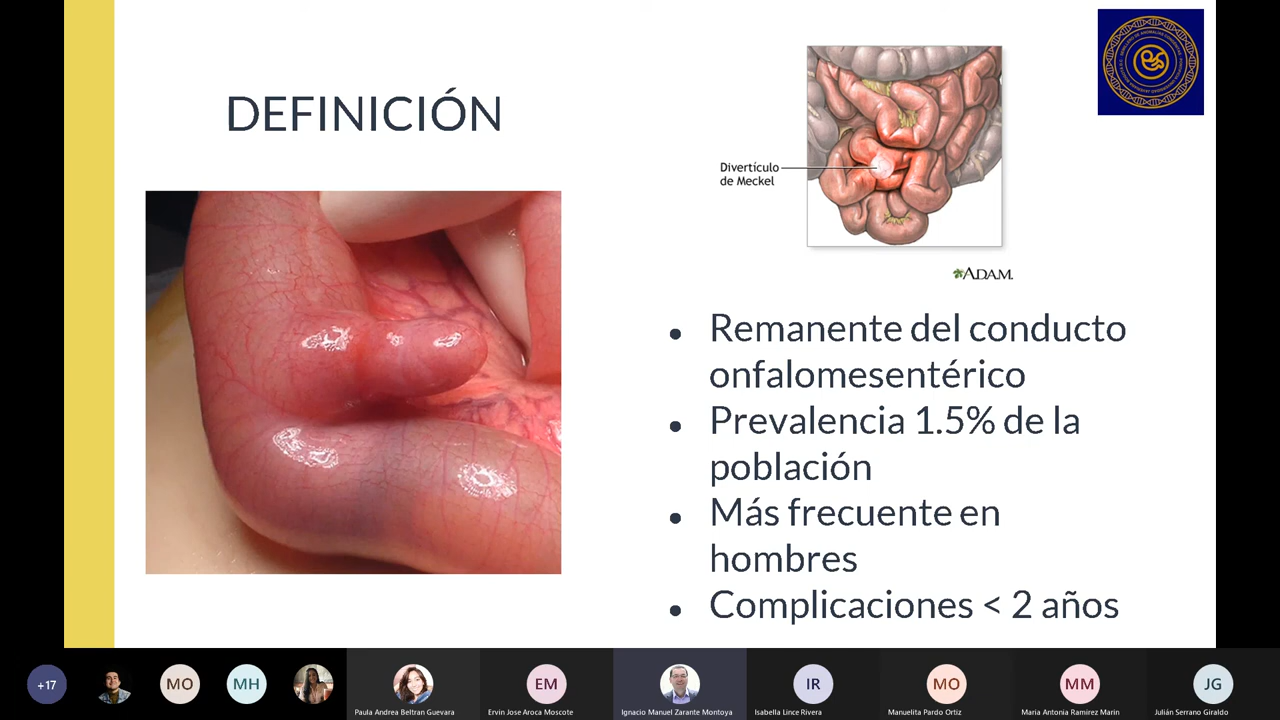 DEFINICIÓN
Divertículo
de Meckel
ADAM.
• Remanente del conducto
onfalomesentérico
• Prevalencia 1.5% de la
población
• Más frecuente en
hombres
• Complicaciones < 2 años
+17
MO
MH
Paula Andrea Beltran Guevara
EM
Ervin Jose Aroca Moscote
Ignacio Manuel Zarante Montoya
IR
Isabella Lince Rivera
MO
Manuelita Pardo Ortiz
MM
Maria Antonia Ramirez Marin
JG
Julián Serrano Giraldo